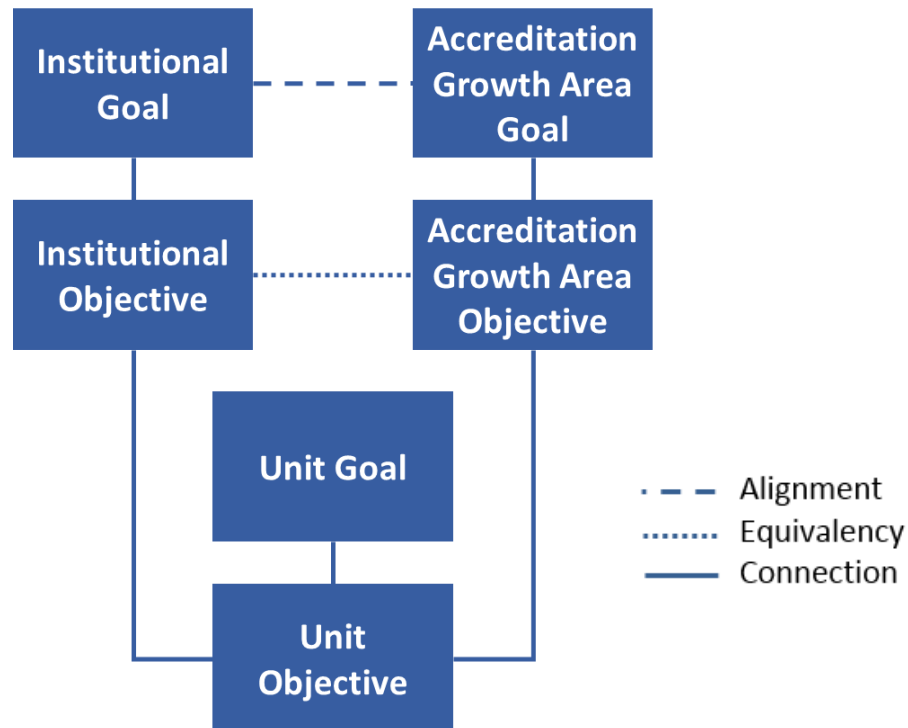 Institutional
Goal
Accreditation
Growth Area
Goal
Institutional
Objective
Accreditation
Growth Area
Objective
Unit Goal
Unit
Objective
Alignment
Equivalency
Connection